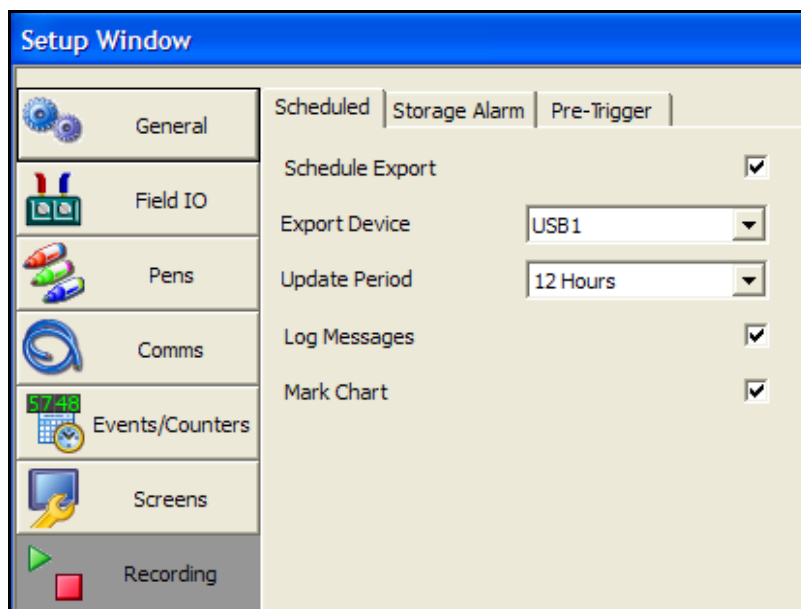 Setup Window
General
Field IO
Pens
Comms
57.48
Events/Counters
Screens
Recording
Scheduled
Storage Alarm
Pre-Trigger
Schedule Export
Export Device
USB1
Update Period
12 Hours
Log Messages
Mark Chart